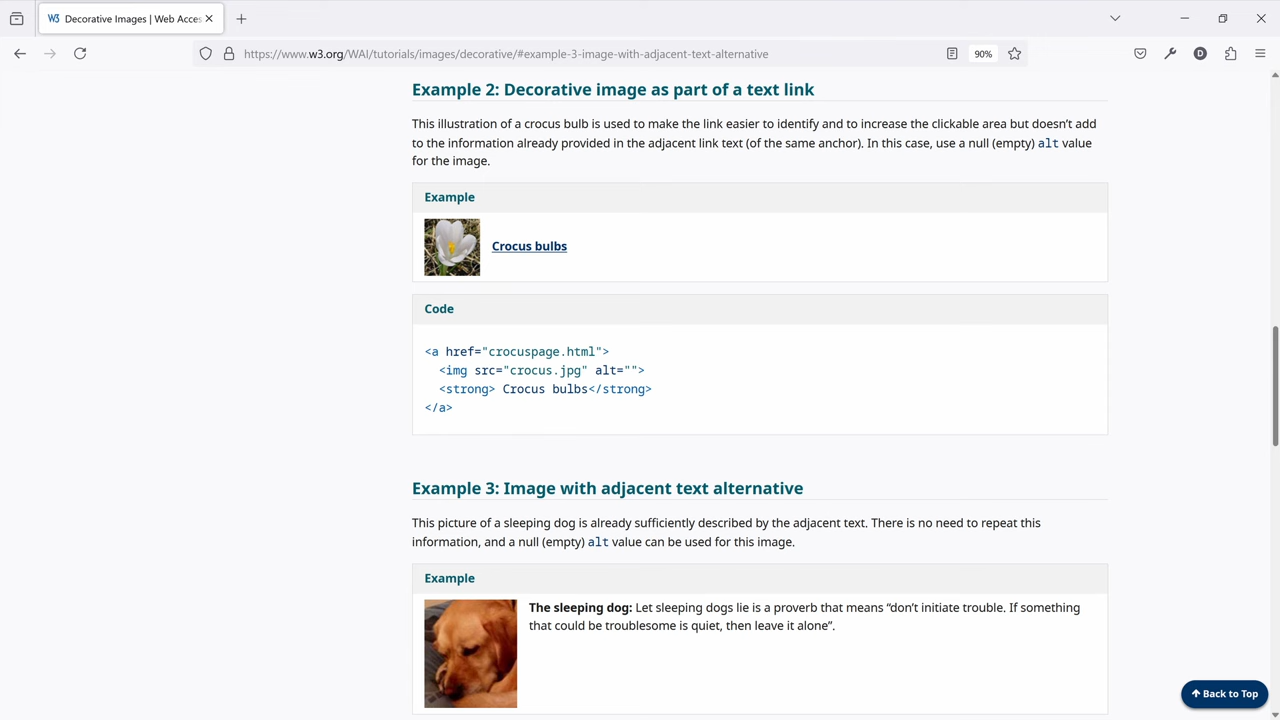 Decorative Images | Web Acces
https://www.w3.org/WAI/tutorials/images/decorative/#example-3-image-with-adjacent-text-alternative
90%
Example 2: Decorative image as part of a text link
This illustration of a crocus bulb is used to make the link easier to identify and to increase the clickable area but doesn’t add
to the information already provided in the adjacent link text (of the same anchor). In this case, use a null (empty) alt value
for the image.
Example
Crocus bulbs
Code
<a href="crocuspage.html">
  <img src="crocus.jpg" alt="">
  <strong> Crocus bulbs</strong>
</a>
Example 3: Image with adjacent text alternative
This picture of a sleeping dog is already sufficiently described by the adjacent text. There is no need to repeat this
information, and a null (empty) alt value can be used for this image.
Example
The sleeping dog: Let sleeping dogs lie is a proverb that means “don’t initiate trouble. If something
that could be troublesome is quiet, then leave it alone”.
Back to Top